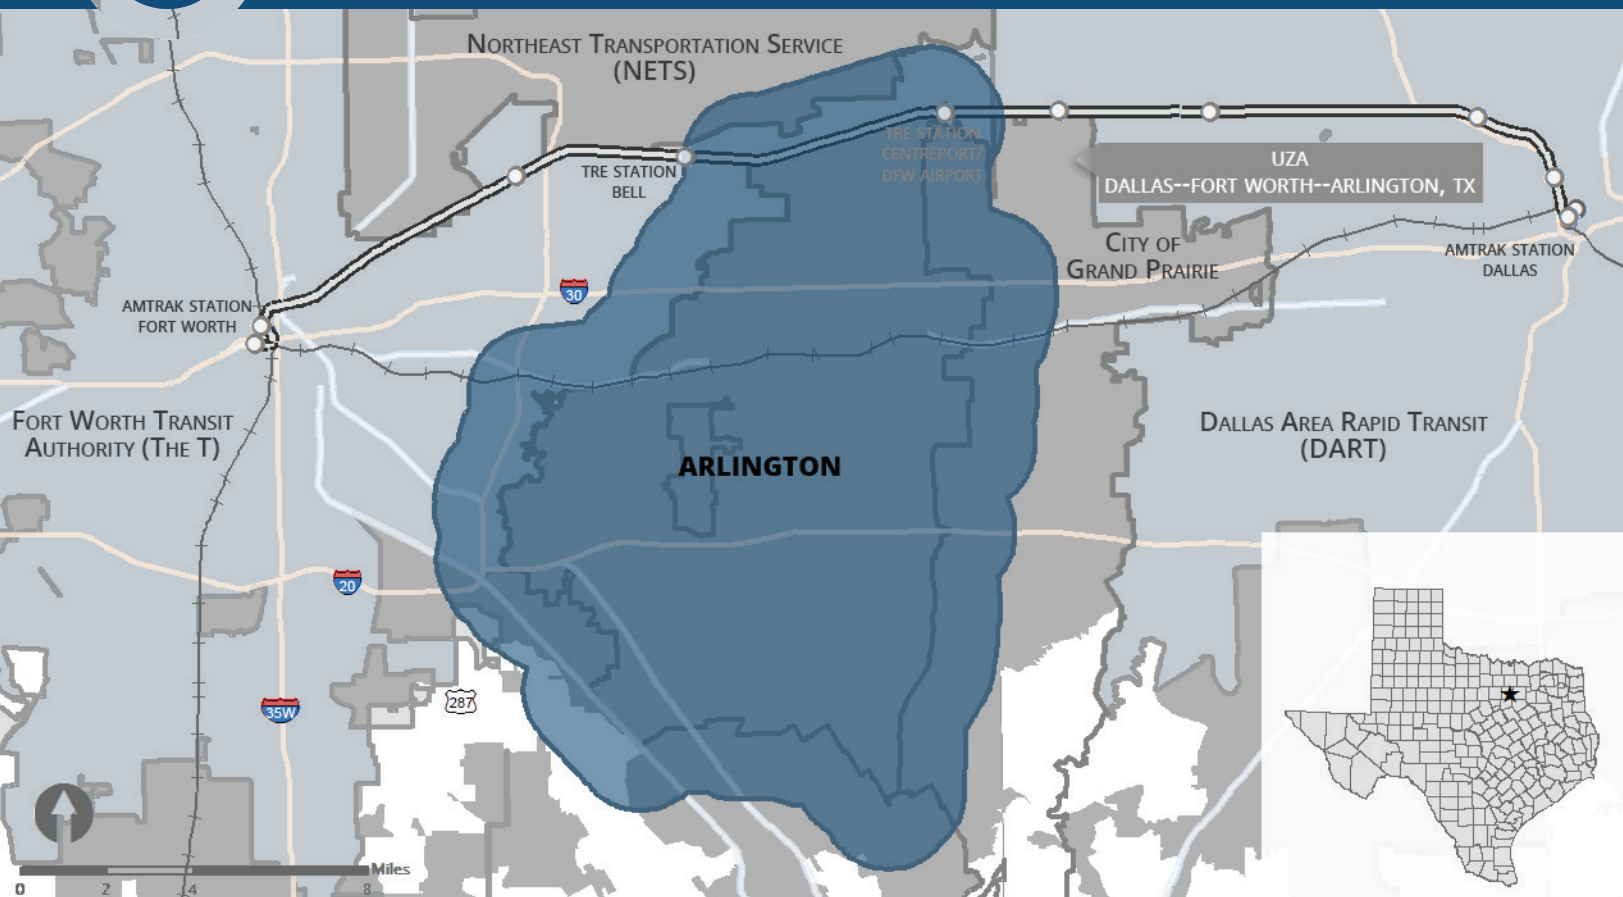 NORTHEAST TRANSPORTATION SERVICE
(NETS)
TRE STATION
CENTREPORT/
DFW AIRPORT
UZA
DALLAS--FORT WORTH--ARLINGTON, TX
TRE STATION
BELL
CITY OF
GRAND PRAIRIE
AMTRAK STATION
DALLAS
30
AMTRAK STATION
FORT WORTH
FORT WORTH TRANSIT
AUTHORITY (THE T)
DALLAS AREA RAPID TRANSIT
(DART)
ARLINGTON
20
287
35W
Miles
0 2 4 8